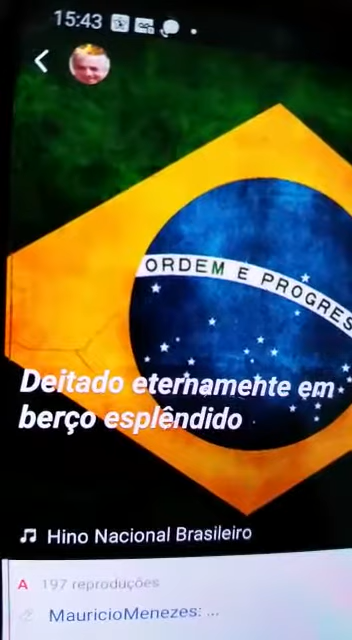 15:43
ORDEM E PROGRES
Deitado eternamente em
berço esplêndido
Hino Nacional Brasileiro
A 197 reproduções
MauricioMenezes: ...